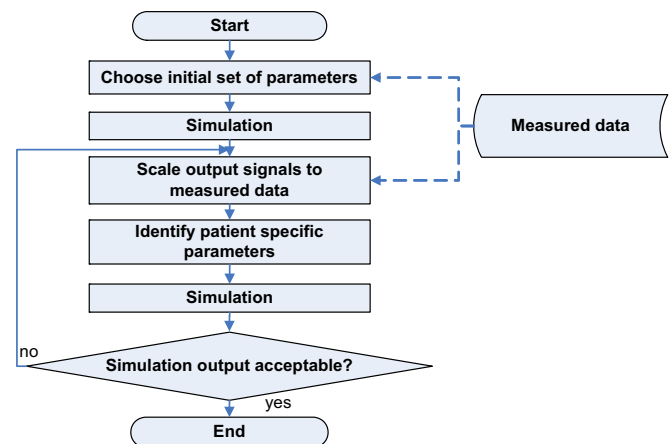 Start
Choose initial set of parameters
Measured data
Simulation
Scale output signals to
measured data
Identify patient specific
parameters
Simulation
no
Simulation output acceptable?
yes
End